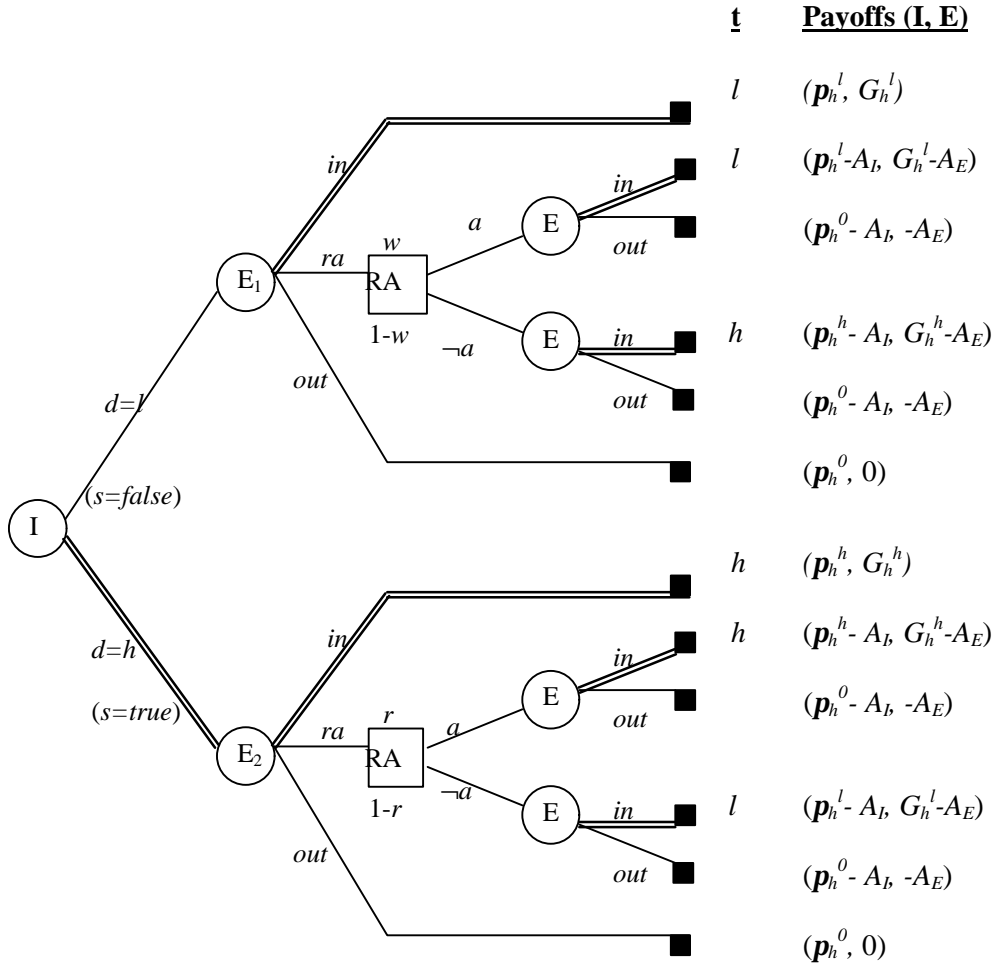 t Payoffs (I, E)
l (p_h^l, G_h^l)
in
l (p_h^l-A_I, G_h^l-A_E)
in
a E
w
out (p_h^0- A_I, -A_E)
ra
E_1 RA
1-w ¬a E in h (p_h^h- A_I, G_h^h-A_E)
out
d=l out (p_h^0- A_I, -A_E)
(p_h^0, 0)
(s=false)
I
h (p_h^h, G_h^h)
in
d=h h (p_h^h- A_I, G_h^h-A_E)
in
(s=true) r a E out (p_h^0- A_I, -A_E)
ra
E_2 RA
1-r ¬a E in l (p_h^l- A_I, G_h^l-A_E)
out
out (p_h^0- A_I, -A_E)
(p_h^0, 0)